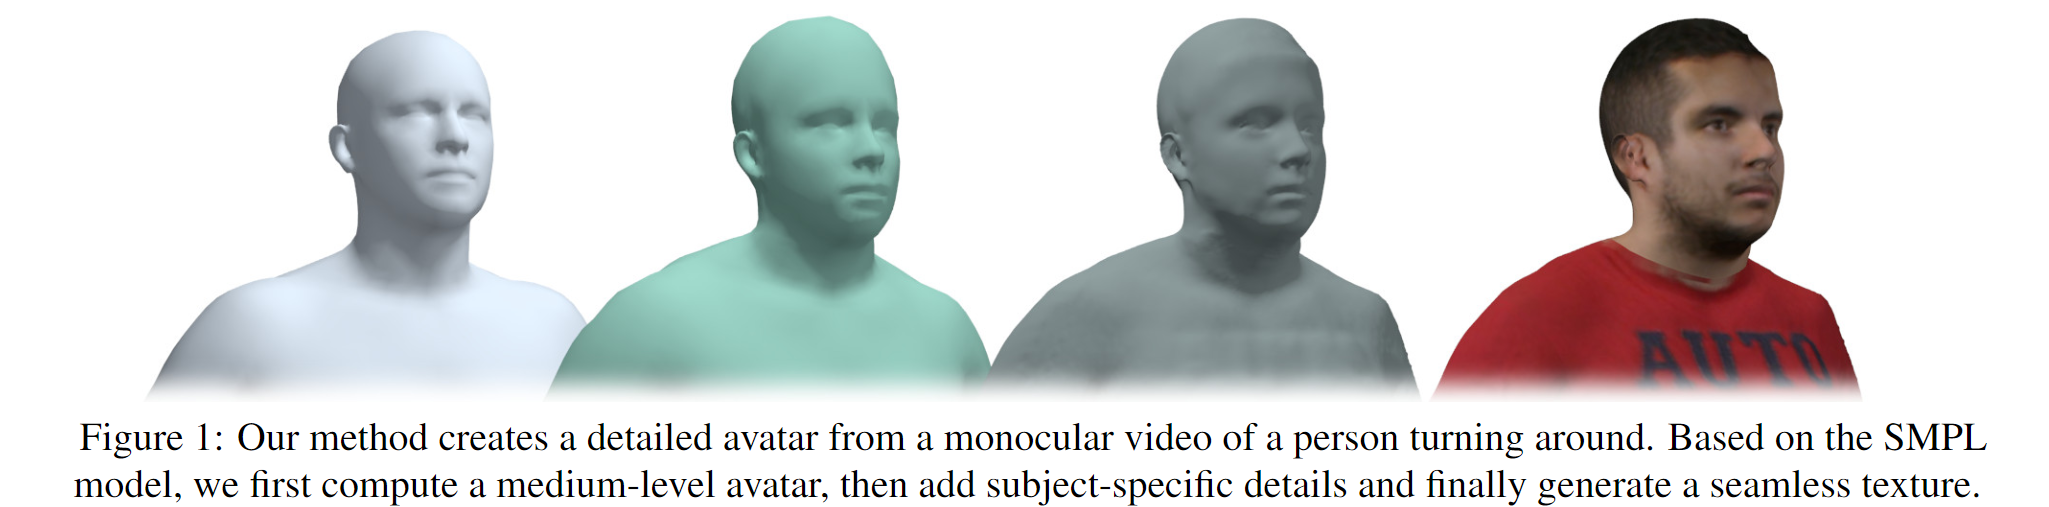 AUTO
Figure 1: Our method creates a detailed avatar from a monocular video of a person turning around. Based on the SMPL
model, we first compute a medium-level avatar, then add subject-specific details and finally generate a seamless texture.